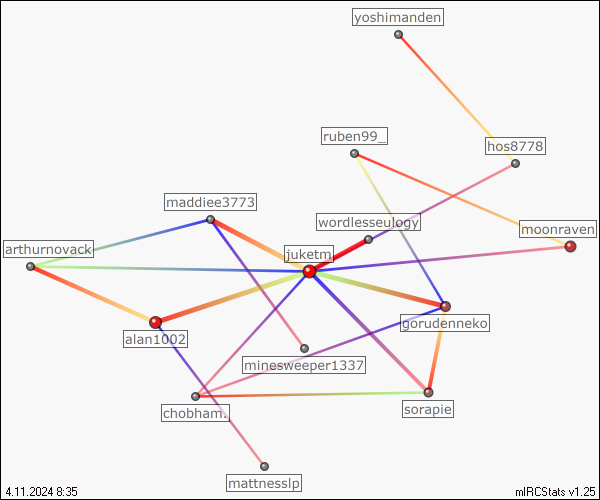 yoshimanden
ruben99_
hos8778
maddiee3773
wordlesseulogy
moonraven
arthurnovack
juketm
alan1002
gorudenneko
minesweeper1337
chobham.
sorapie
mattnesslp
4.11.2024 8:35
mIRCStats v1.25